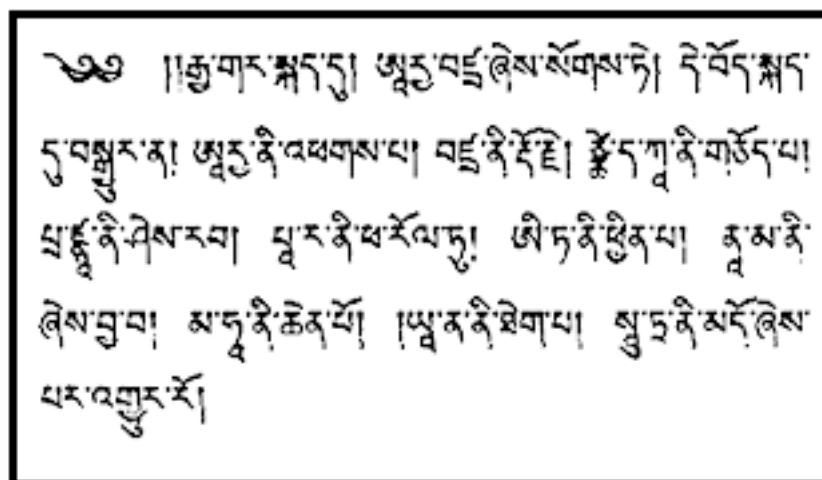 ༄༅ །།རྒྱ་གར་སྐད་དུ། ཨཱརྱ་བཛྲ་ཞེས་སོགས་ཏེ། དེ་བོད་སྐད་
དུ་བསྒྱུར་ན། ཨཱརྱ་ནི་འཕགས་པ། བཛྲ་ནི་རྡོ་རྗེ། ཙྪེ་ད་ཀཱ་ནི་གཅོད་པ།
པྲ་ཛྙཱ་ནི་ཤེས་རབ། པཱ་ར་ནི་ཕ་རོལ་ཏུ། ཨི་ཏ་ནི་ཕྱིན་པ། ནཱ་མ་ནི་
ཞེས་བྱ་བ། མ་ཧཱ་ནི་ཆེན་པོ། །ཡཱ་ན་ནི་ཐེག་པ། སཱུ་ཏྲ་ནི་མདོ་ཞེས་
པར་འགྱུར་རོ།